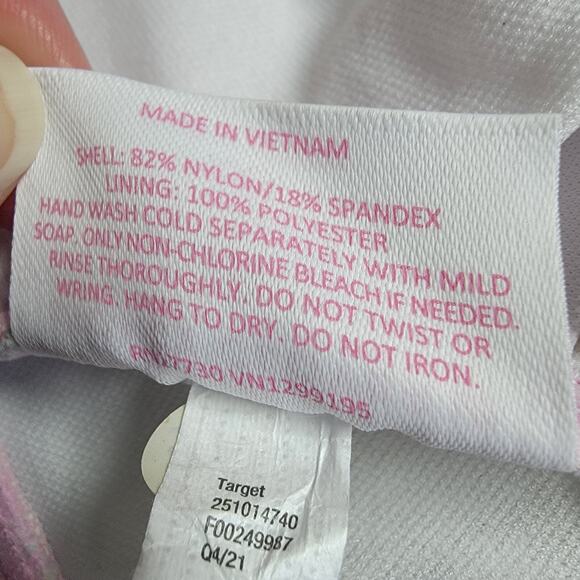 MADE IN VIETNAM
SHELL: 82% NYLON/18% SPANDEX
LINING: 100% POLYESTER
HAND WASH COLD SEPARATELY WITH MILD
SOAP. ONLY NON-CHLORINE BLEACH IF NEEDED.
RINSE THOROUGHLY. DO NOT TWIST OR
WRING. HANG TO DRY. DO NOT IRON.
RN17730 VN1299195
Target
251014740
F00249987
Q4/21